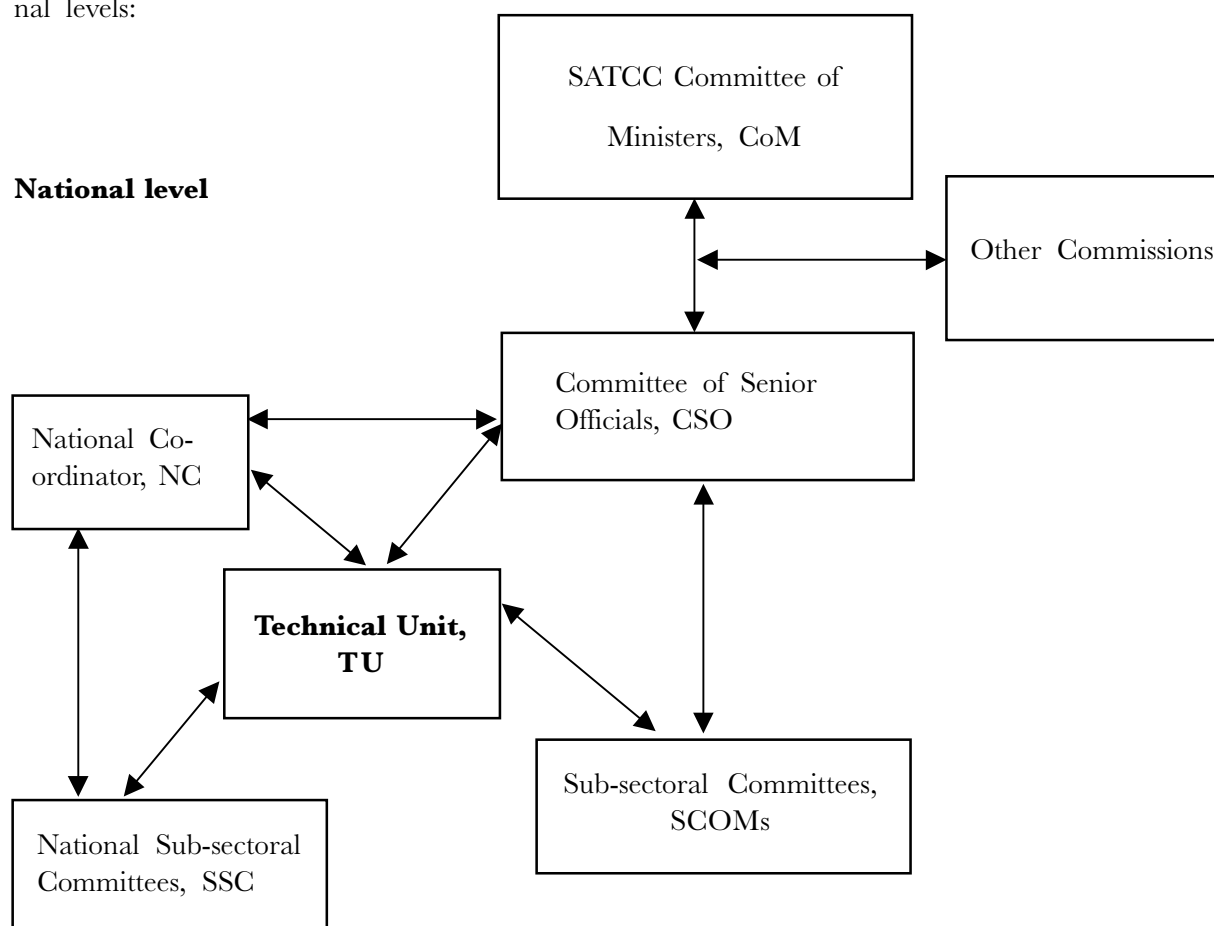 nal levels:
SATCC Committee of
Ministers, CoM
National level
Other Commissions
Committee of Senior
Officials, CSO
National Co-
ordinator, NC
Technical Unit,
TU
Sub-sectoral Committees,
SCOMs
National Sub-sectoral
Committees, SSC